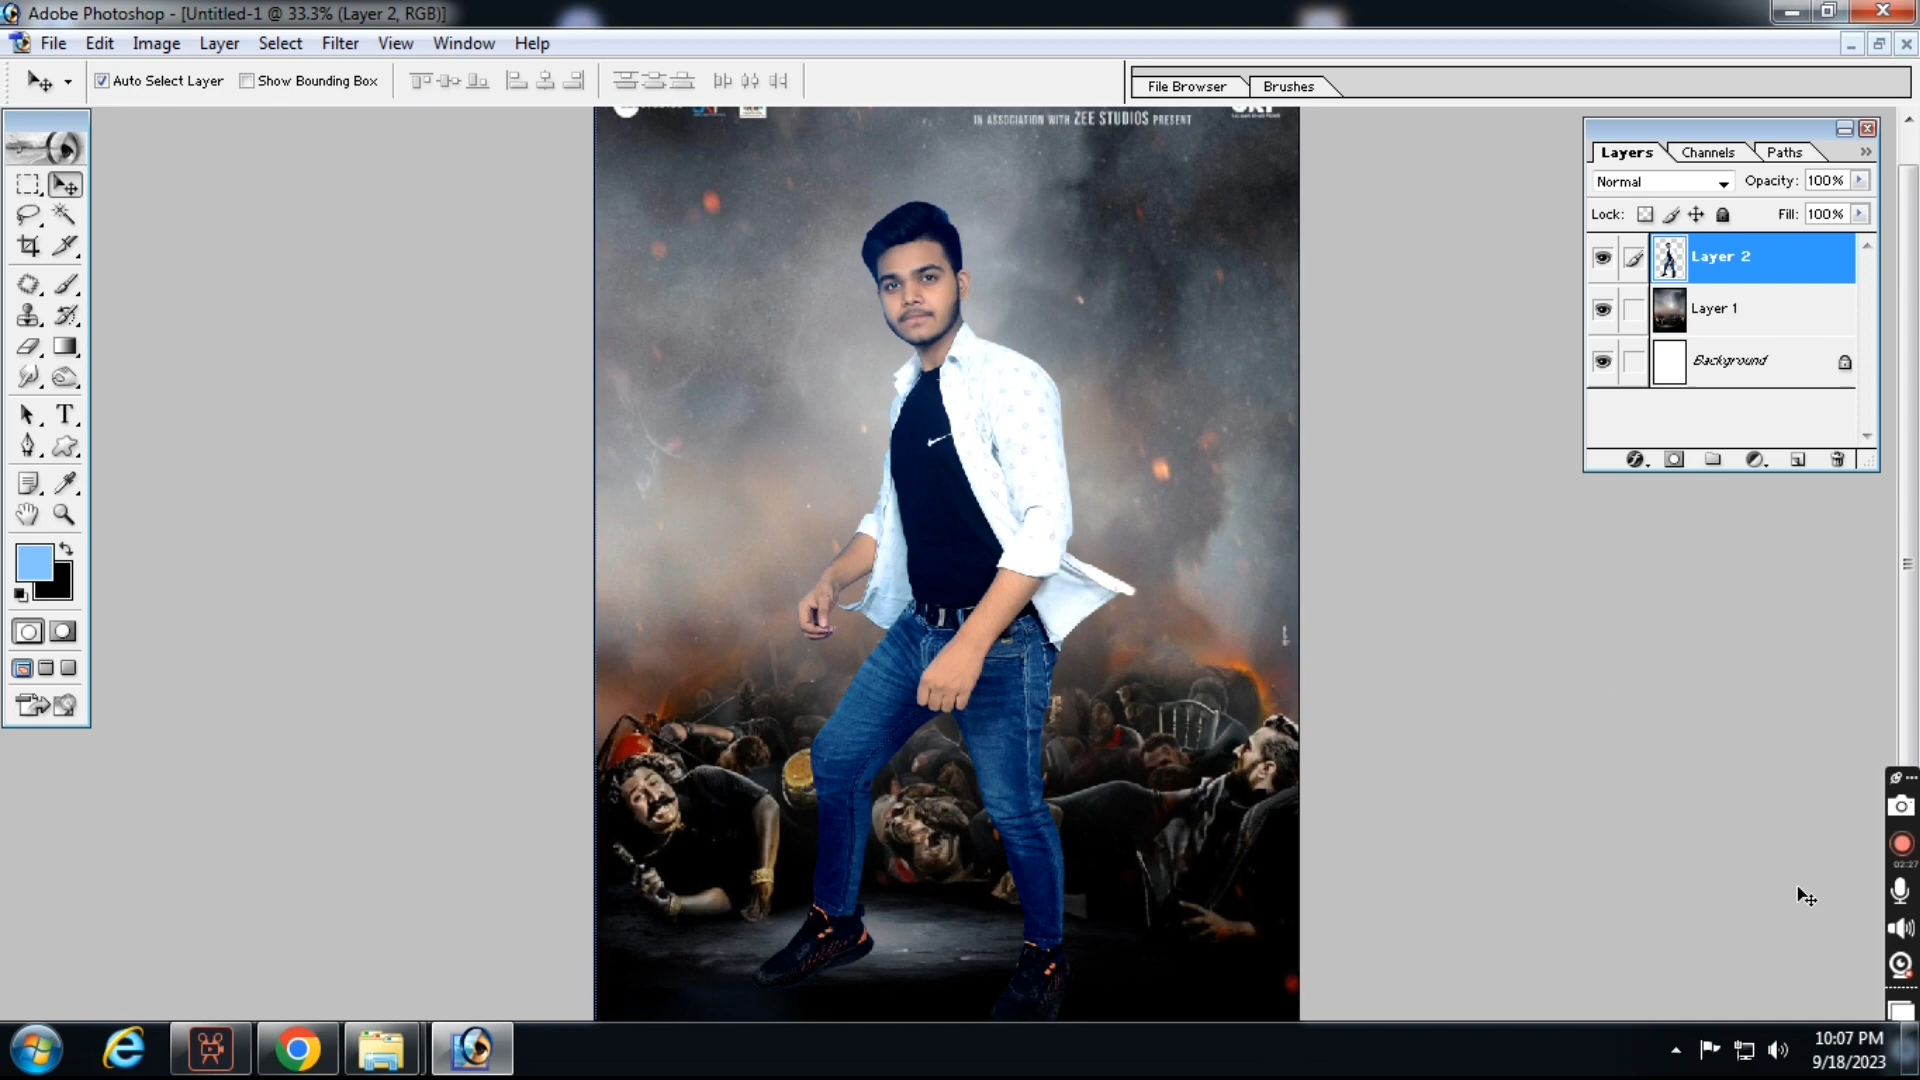 Adobe Photoshop - [Untitled-1 @ 33.3% (Layer 2, RGB)]
File Edit Image Layer Select Filter View Window Help
Auto Select Layer Show Bounding Box
File Browser Brushes
IN ASSOCIATION WITH ZEE STUDIOS PRESENT
Layers Channels Paths
Normal Opacity: 100%
Lock: Fill: 100%
Layer 2
Layer 1
Background
02:27
10:07 PM
9/18/2023